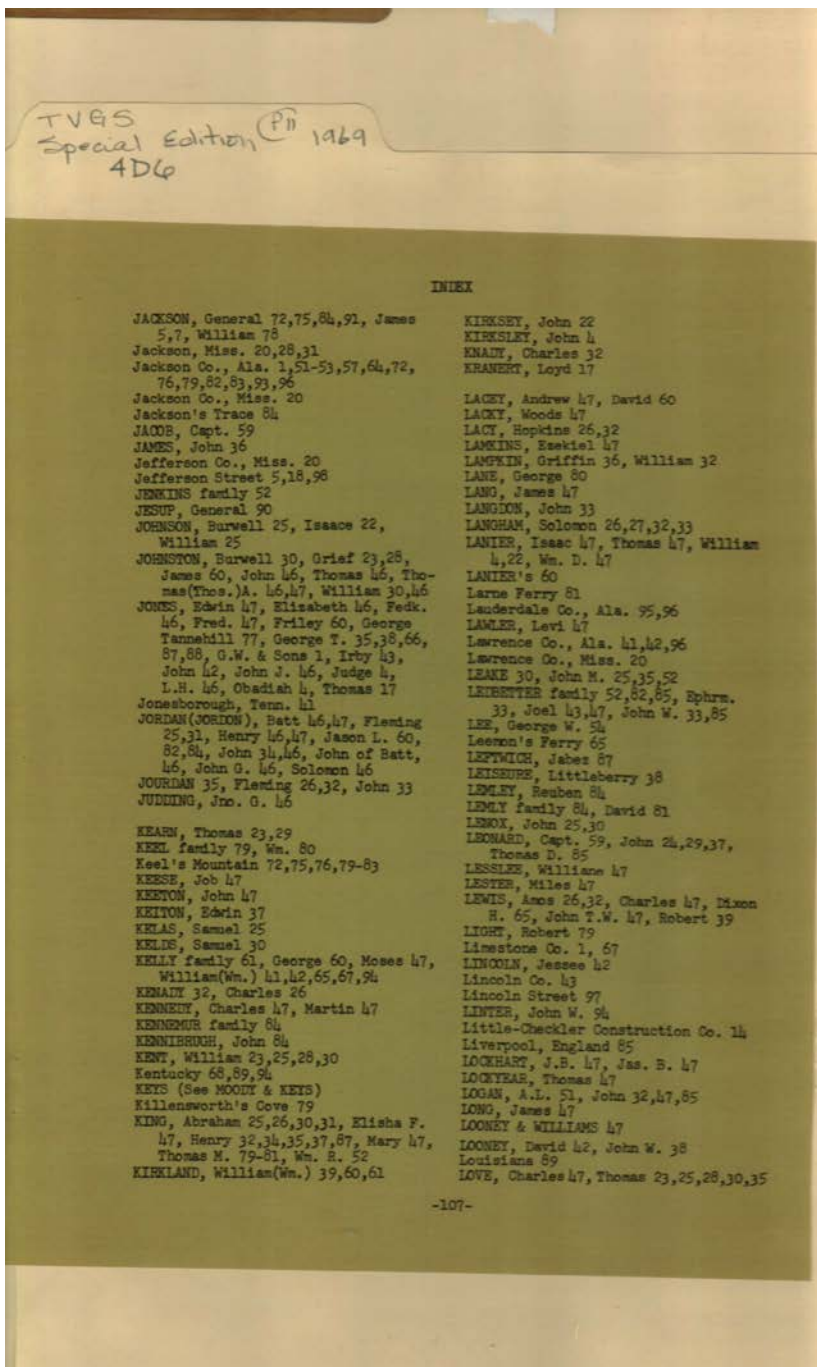 TVGS
Special Edition P11 1969
4D6
INDEX
JACKSON, General 72,75,84,91, James
5,7, William 78
Jackson, Miss. 20,28,31
Jackson Co., Ala. 1,51-53,57,64,72,
76,79,82,83,93,96
Jackson Co., Miss. 20
Jackson's Trace 84
JACOB, Capt. 59
JAMES, John 36
Jefferson Co., Miss. 20
Jefferson Street 5,18,98
JENKINS family 52
JESUP, General 90
JOHNSON, Burwell 25, Isaace 22,
William 25
JOHNSTON, Burwell 30, Grief 23,28,
James 60, John 46, Thomas 46, Tho-
mas(Thos.)A. 46,47, William 30,46
JONES, Edwin 47, Elizabeth 46, Fedk.
46, Fred. 47, Friley 60, George
Tannehill 77, George T. 35,38,66,
87,88, G.W. & Sons 1, Irby 43,
John 42, John J. 46, Judge 4,
L.H. 46, Obadiah 4, Thomas 17
Jonesborough, Tenn. 41
JORDAN(JORDON), Batt 46,47, Fleming
25,31, Henry 46,47, Jason L. 60,
82,84, John 34,46, John of Batt,
46, John G. 46, Solomon 46
JOURDAN 35, Fleming 26,32, John 33
JUDDING, Jno. G. 46
KEARN, Thomas 23,29
KEEL family 79, Wm. 80
Keel's Mountain 72,75,76,79-83
KEESE, Job 47
KEETON, John 47
KEITON, Edwin 37
KELAS, Samuel 25
KELDS, Samuel 30
KELLY family 61, George 60, Moses 47,
William(Wm.) 41,42,65,67,94
KENADY 32, Charles 26
KENNEDY, Charles 47, Martin 47
KENNEMUR family 84
KENNIBRUGH, John 84
KENT, William 23,25,28,30
Kentucky 68,89,94
KEYS (See MOODY & KEYS)
Killensworth's Cove 79
KING, Abraham 25,26,30,31, Elisha F.
47, Henry 32,34,35,37,87, Mary 47,
Thomas M. 79-81, Wm. R. 52
KIRKLAND, William(Wm.) 39,60,61
KIRKSEY, John 22
KIRKSLEY, John 4
KNADY, Charles 32
KRANERT, Loyd 17
LACEY, Andrew 47, David 60
LACKY, Woods 47
LACY, Hopkins 26,32
LAMKINS, Ezekiel 47
LAMPKIN, Griffin 36, William 32
LANE, George 80
LANG, James 47
LANGDON, John 33
LANGHAM, Solomon 26,27,32,33
LANIER, Isaac 47, Thomas 47, William
4,22, Wm. D. 47
LANIER's 60
Larne Ferry 81
Lauderdale Co., Ala. 95,96
LAWLER, Levi 47
Lawrence Co., Ala. 41,42,96
Lawrence Co., Miss. 20
LEAKE 30, John M. 25,35,52
LEDBETTER family 52,82,85, Ephrm.
33, Joel 43,47, John W. 33,85
LEE, George W. 54
Leemon's Ferry 65
LEFTWICH, Jabez 87
LEISEURE, Littleberry 38
LEMLEY, Reuben 84
LEMLY family 84, David 81
LENOX, John 25,30
LEONARD, Capt. 59, John 24,29,37,
Thomas D. 85
LESSLEE, Williane 47
LESTER, Miles 47
LEWIS, Amos 26,32, Charles 47, Dixon
H. 65, John T.W. 47, Robert 39
LIGHT, Robert 79
Limestone Co. 1, 67
LINCOLN, Jessee 42
Lincoln Co. 43
Lincoln Street 97
LINTER, John W. 94
Little-Checkler Construction Co. 14
Liverpool, England 85
LOCKHART, J.B. 47, Jas. B. 47
LOCKYEAR, Thomas 47
LOGAN, A.L. 51, John 32,47,85
LONG, James 47
LOONEY & WILLIAMS 47
LOONEY, David 42, John W. 38
Louisiana 89
LOVE, Charles 47, Thomas 23,25,28,30,35
-107-